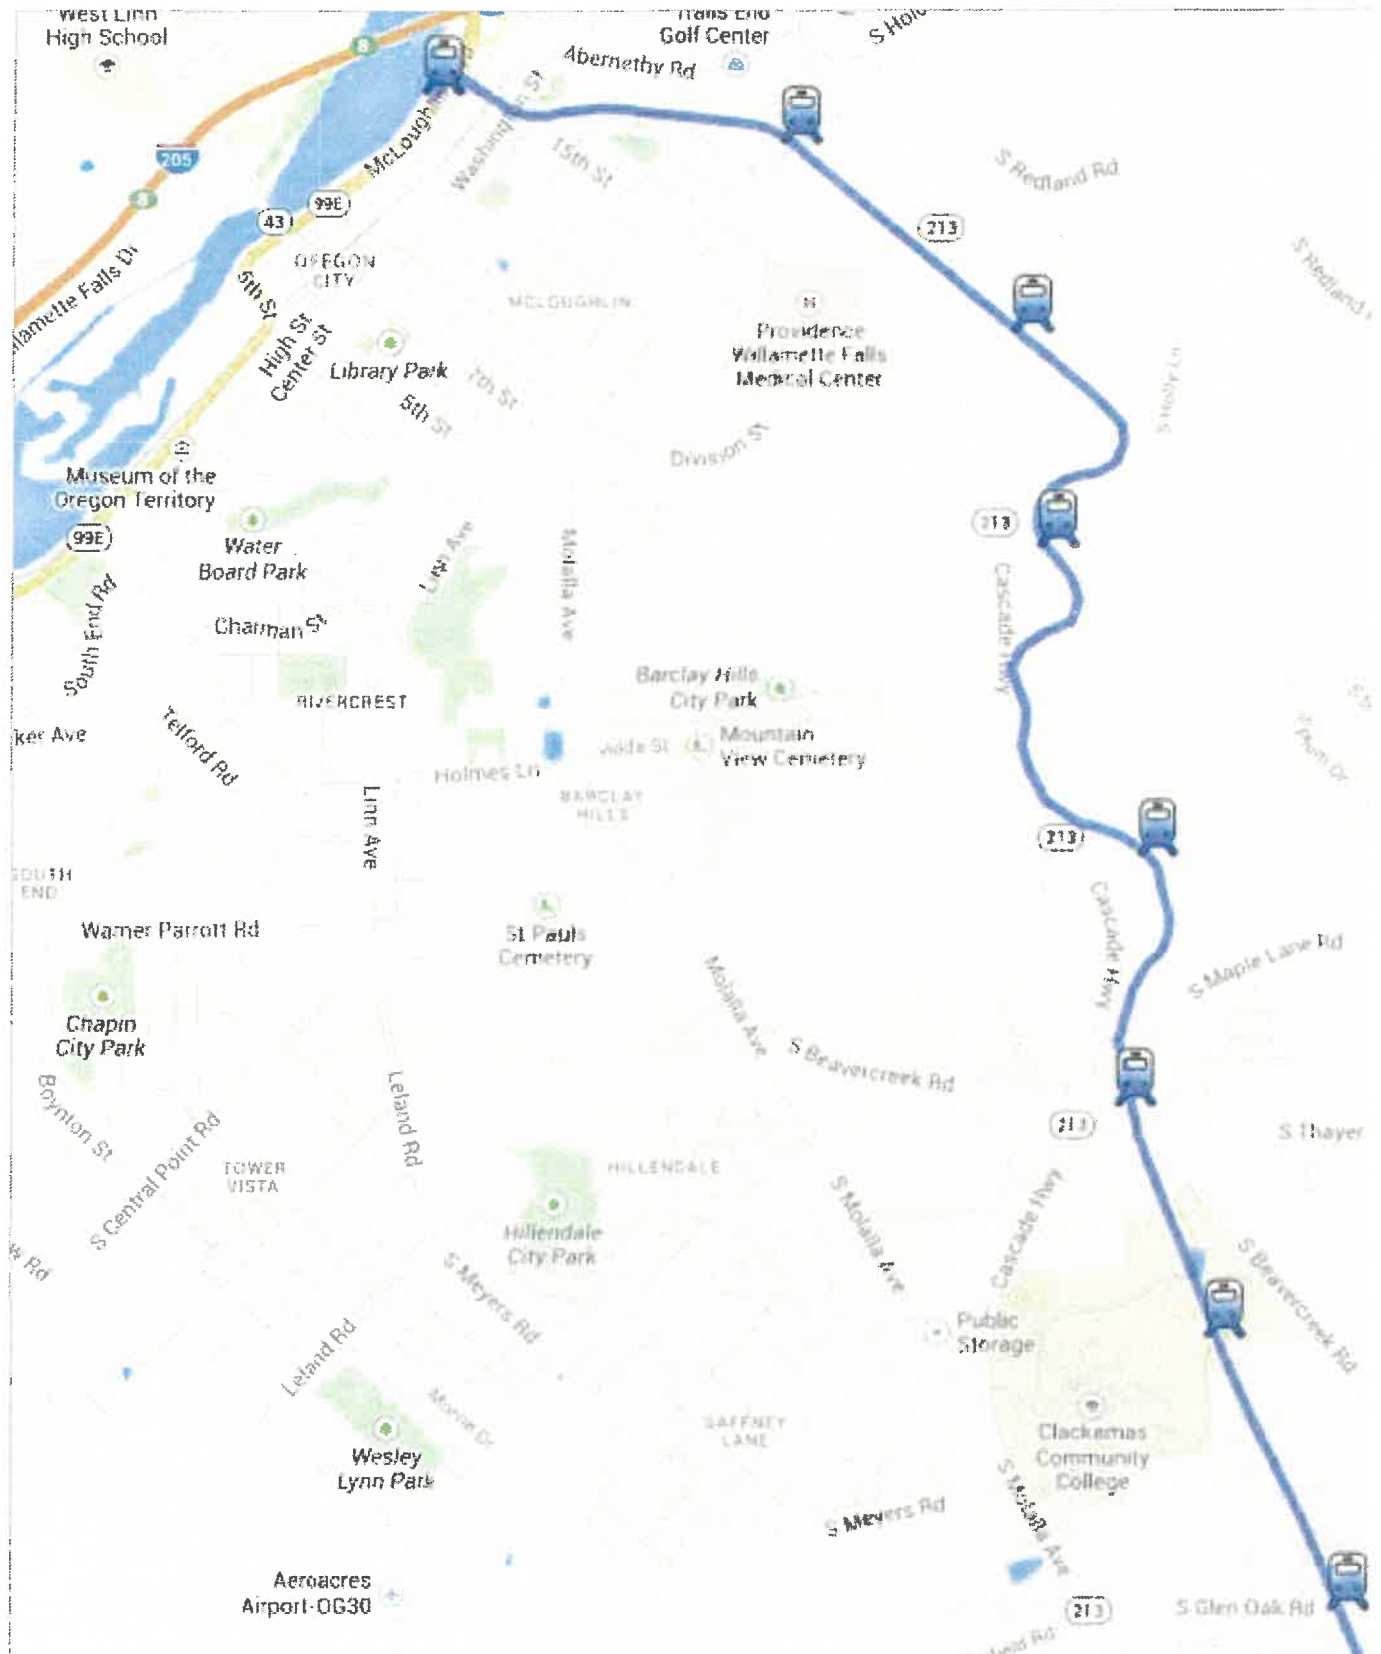 West Linn
High School
Trails End
Golf Center
Abernethy Rd
8
205
8
43
99E
Washington St
15th St
S Redland Rd
213
S Redland
OREGON
CITY
5th St
High St
Center St
Library Park
7th St
5th St
MCLOUGHLIN
Providence
Willamette Falls
Medical Center
S Holly Ln
Division St
Museum of the
Oregon Territory
99E
Water
Board Park
Linn Ave
Molalla Ave
213
Cascade Hwy
South End Rd
Charman St
RIVERCREST
Barclay Hills
City Park
Mountain
View Cemetery
Telford Rd
Holmes Ln
BARCLAY
HILLS
Linn Ave
213
SOUTH
END
Warner Parrott Rd
St Pauls
Cemetery
Cascade Hwy
S Maple Lane Rd
Chapin
City Park
Molalla Ave
S Beavercreek Rd
Boynton St
Leland Rd
213
S Thayer
S Central Point Rd
TOWER
VISTA
HILLENDALE
Hillendale
City Park
S Molalla Ave
Cascade Hwy
S Beavercreek Rd
S Meyers Rd
Public
Storage
Leland Rd
Wesley
Lynn Park
GAFFNEY
LANE
Clackamas
Community
College
S Meyers Rd
S Molalla Ave
Aeroacres
Airport-OG30
213
S Glen Oak Rd